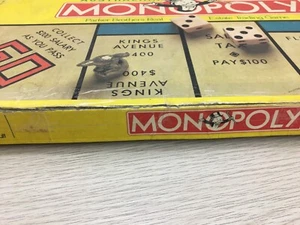 MONOPOLY
Parker Brothers Real Estate Trading Game
COLLECT
$200 SALARY
AS YOU PASS
GO
KINGS
AVENUE
$400
TAX
PAY $100
$400
AVENUE
KINGS
MONOPOLY